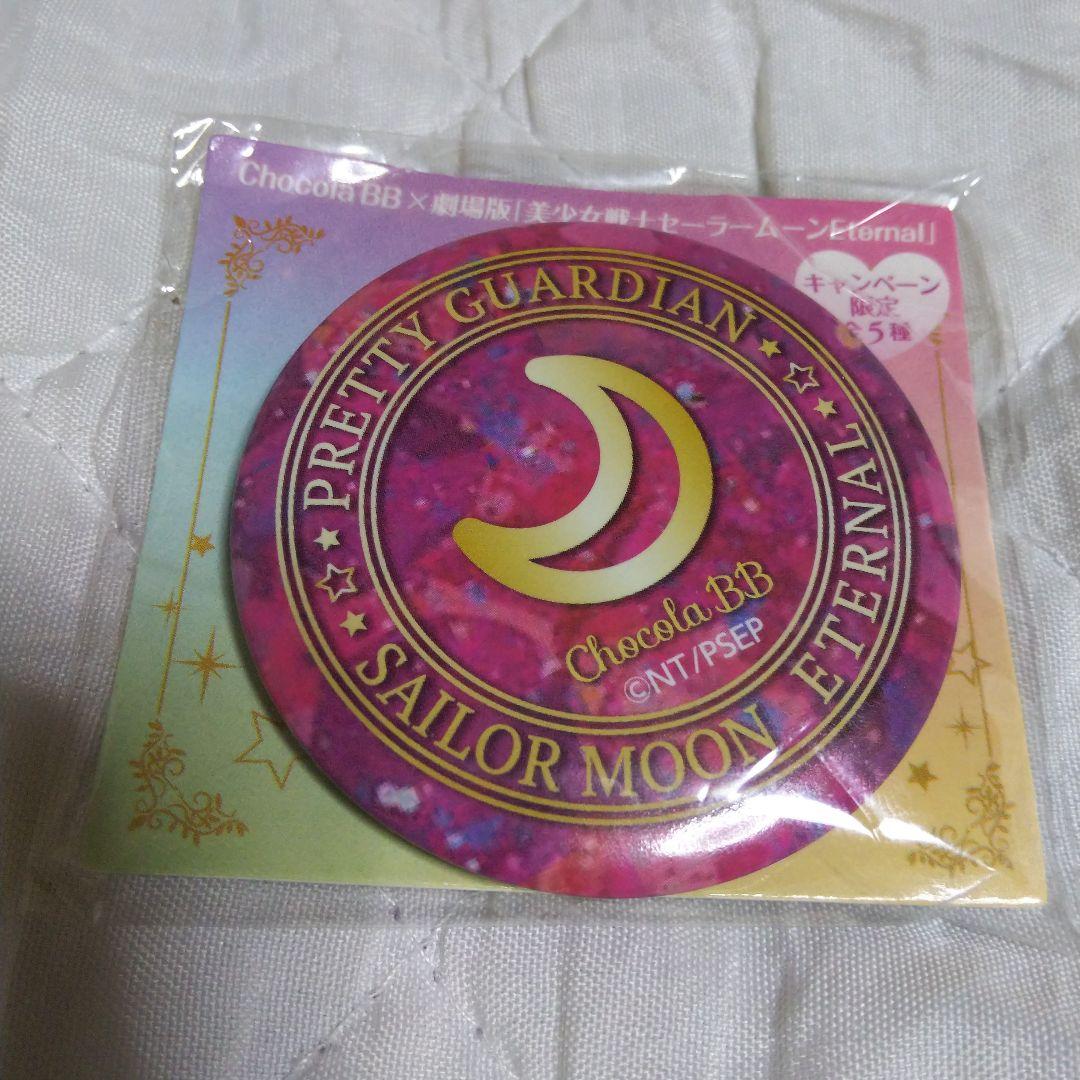 Chocola BB×劇場版「美少女戦士セーラームーンEternal」
キャンペーン
限定
全5種
PRETTY GUARDIAN
SAILOR MOON ETERNAL
Chocola BB
©NT/PSEP